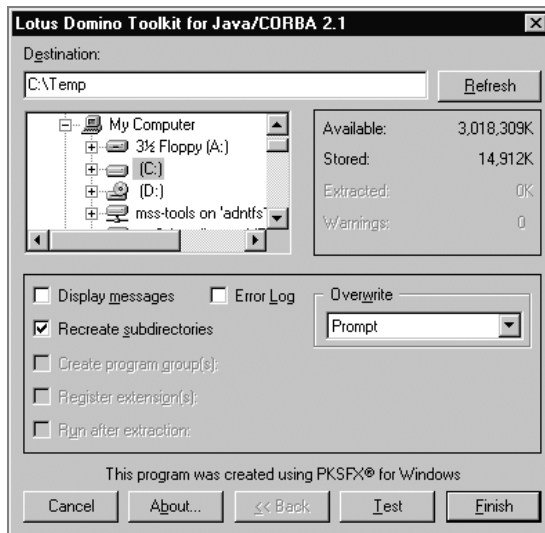 Lotus Domino Toolkit for Java/CORBA 2.1
Destination:
C:\Temp
Refresh
My Computer
3½ Floppy (A:)
(C:)
(D:)
mss-tools on 'adntfs'
Available: 3,018,309K
Stored: 14,912K
Extracted: 0K
Warnings: 0
Display messages
Error Log
Overwrite
Recreate subdirectories
Prompt
Create program group(s):
Register extension(s):
Run after extraction:
This program was created using PKSFX® for Windows
Cancel
About...
<< Back
Test
Finish